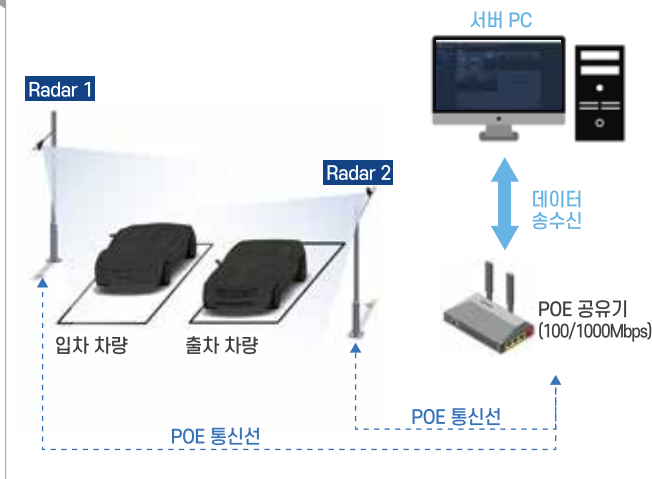 서버 PC
Radar 1
Radar 2
데이터
송수신
POE 공유기
(100/1000Mbps)
입차 차량
출차 차량
POE 통신선
POE 통신선